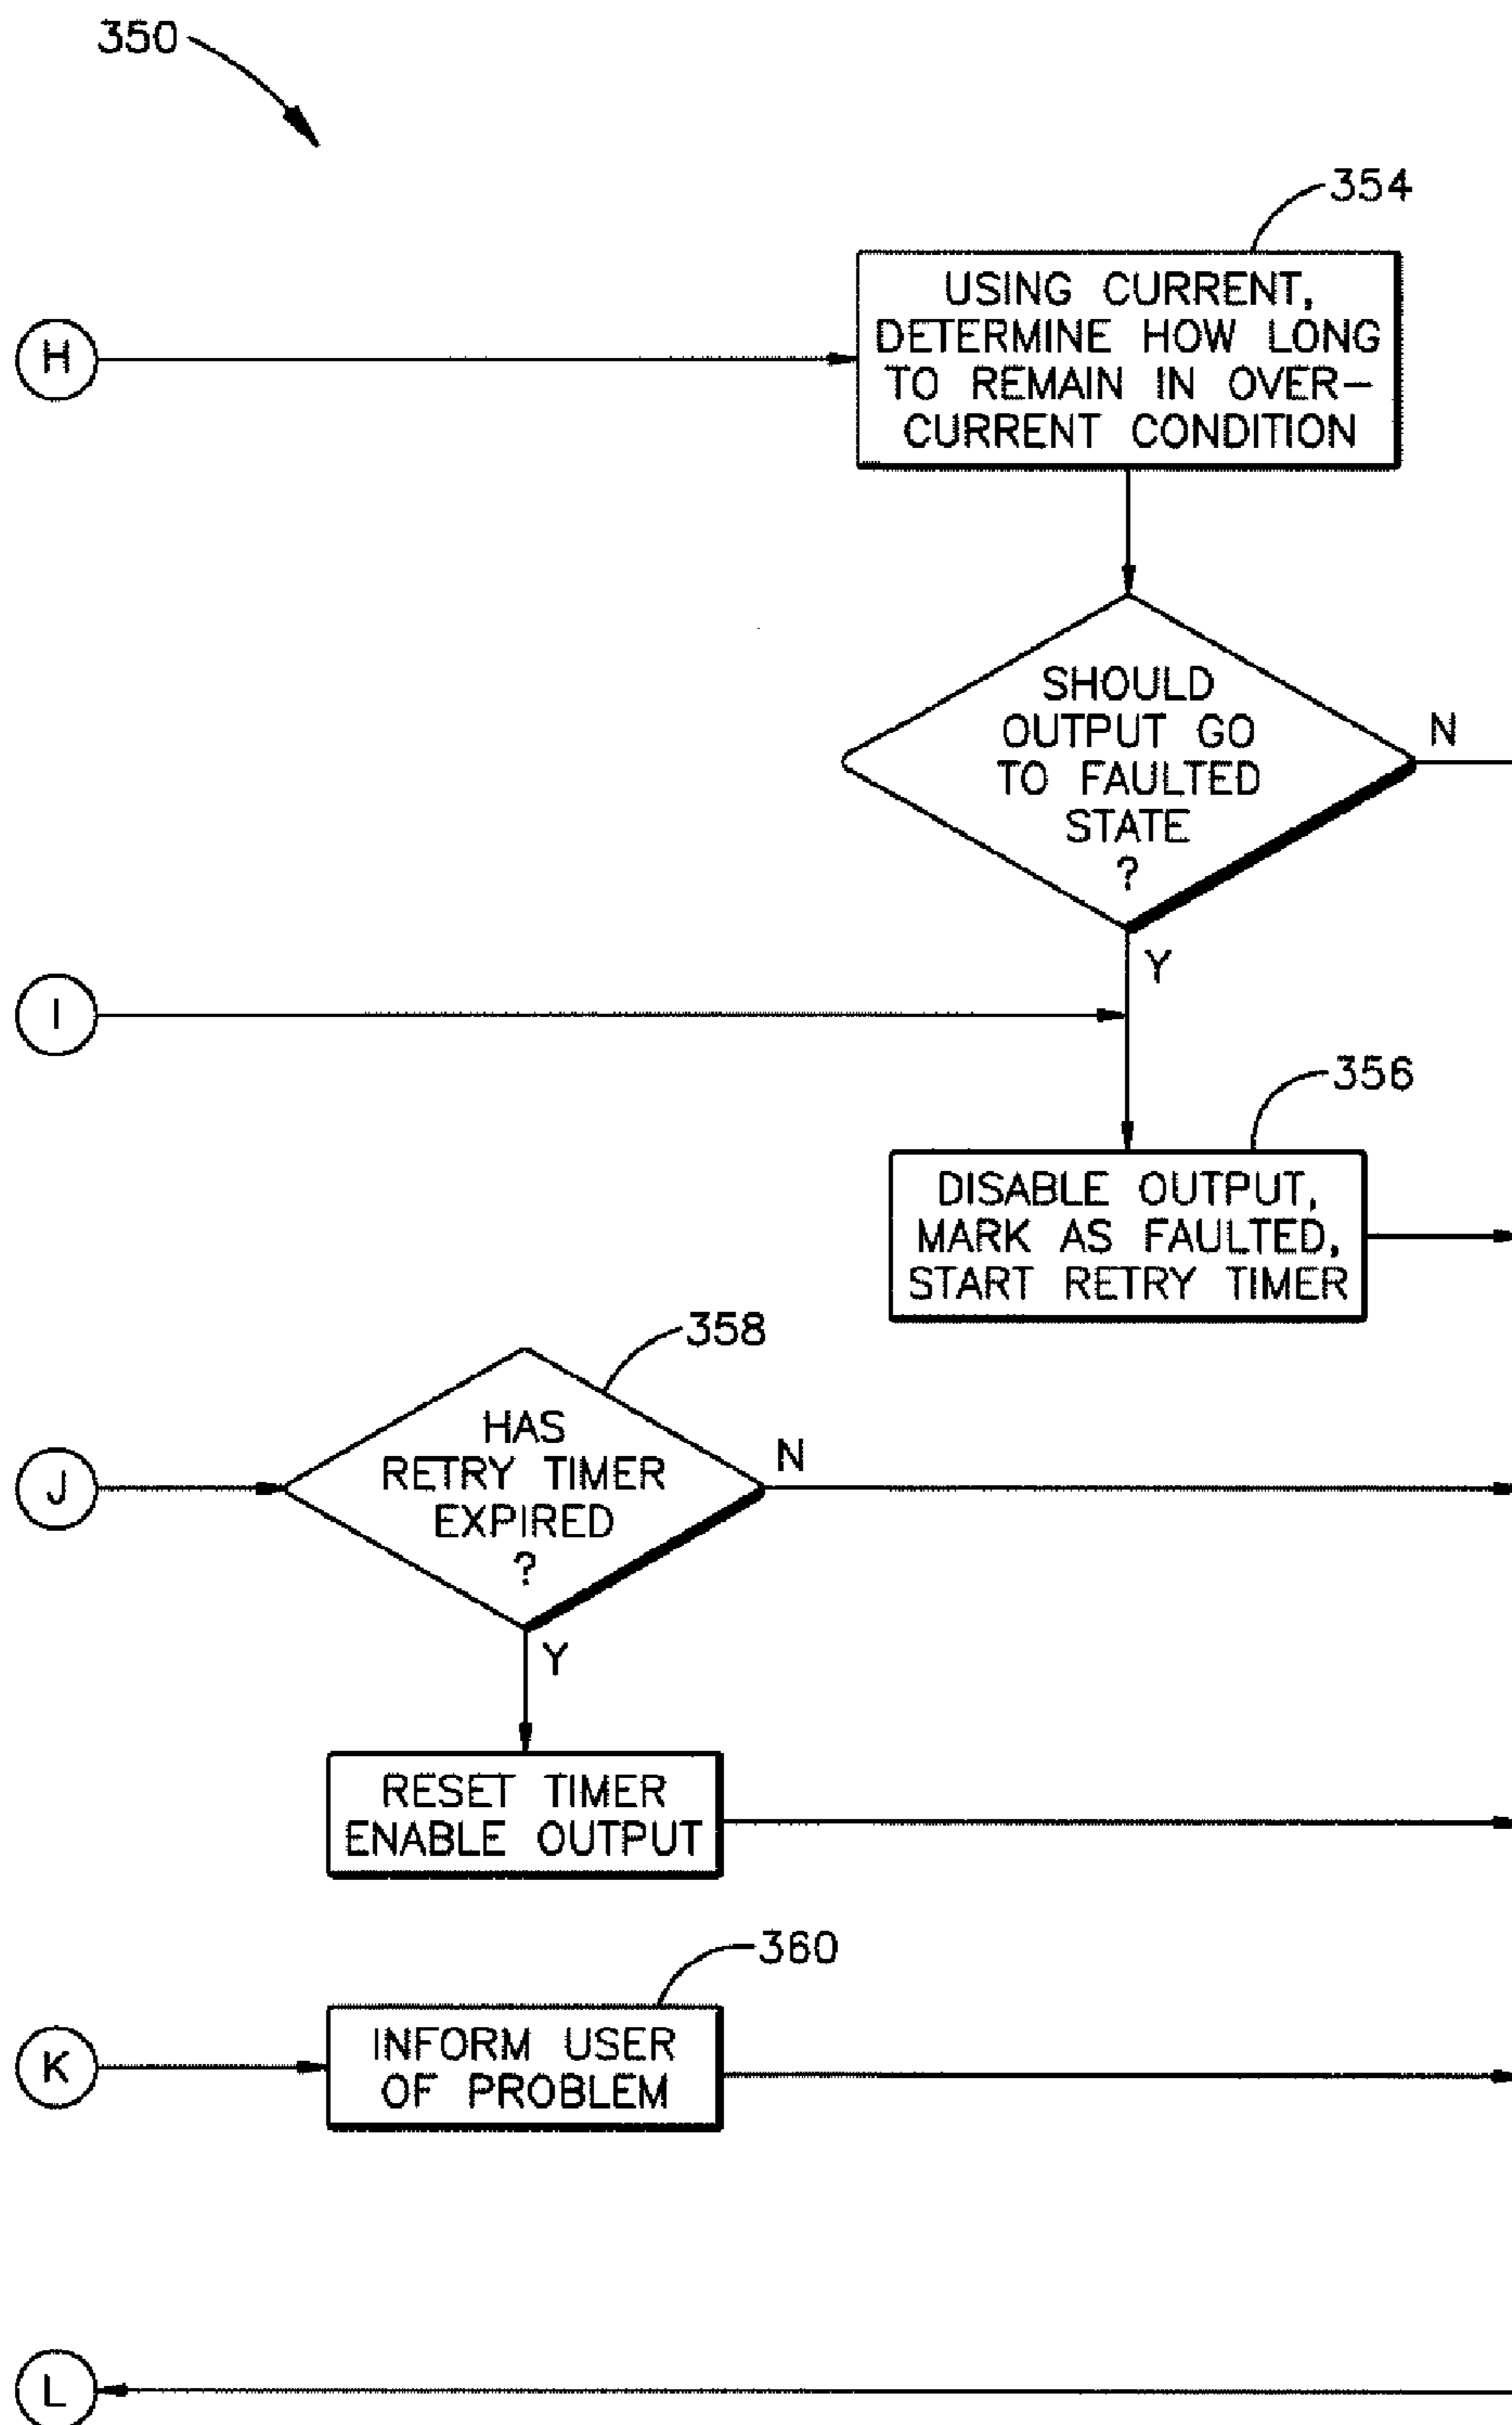 350
354
USING CURRENT,
DETERMINE HOW LONG
TO REMAIN IN OVER-
CURRENT CONDITION
H
SHOULD
OUTPUT GO
TO FAULTED
STATE
?
N
Y
I
356
DISABLE OUTPUT,
MARK AS FAULTED,
START RETRY TIMER
358
HAS
RETRY TIMER
EXPIRED
?
N
J
Y
RESET TIMER
ENABLE OUTPUT
360
INFORM USER
OF PROBLEM
K
L